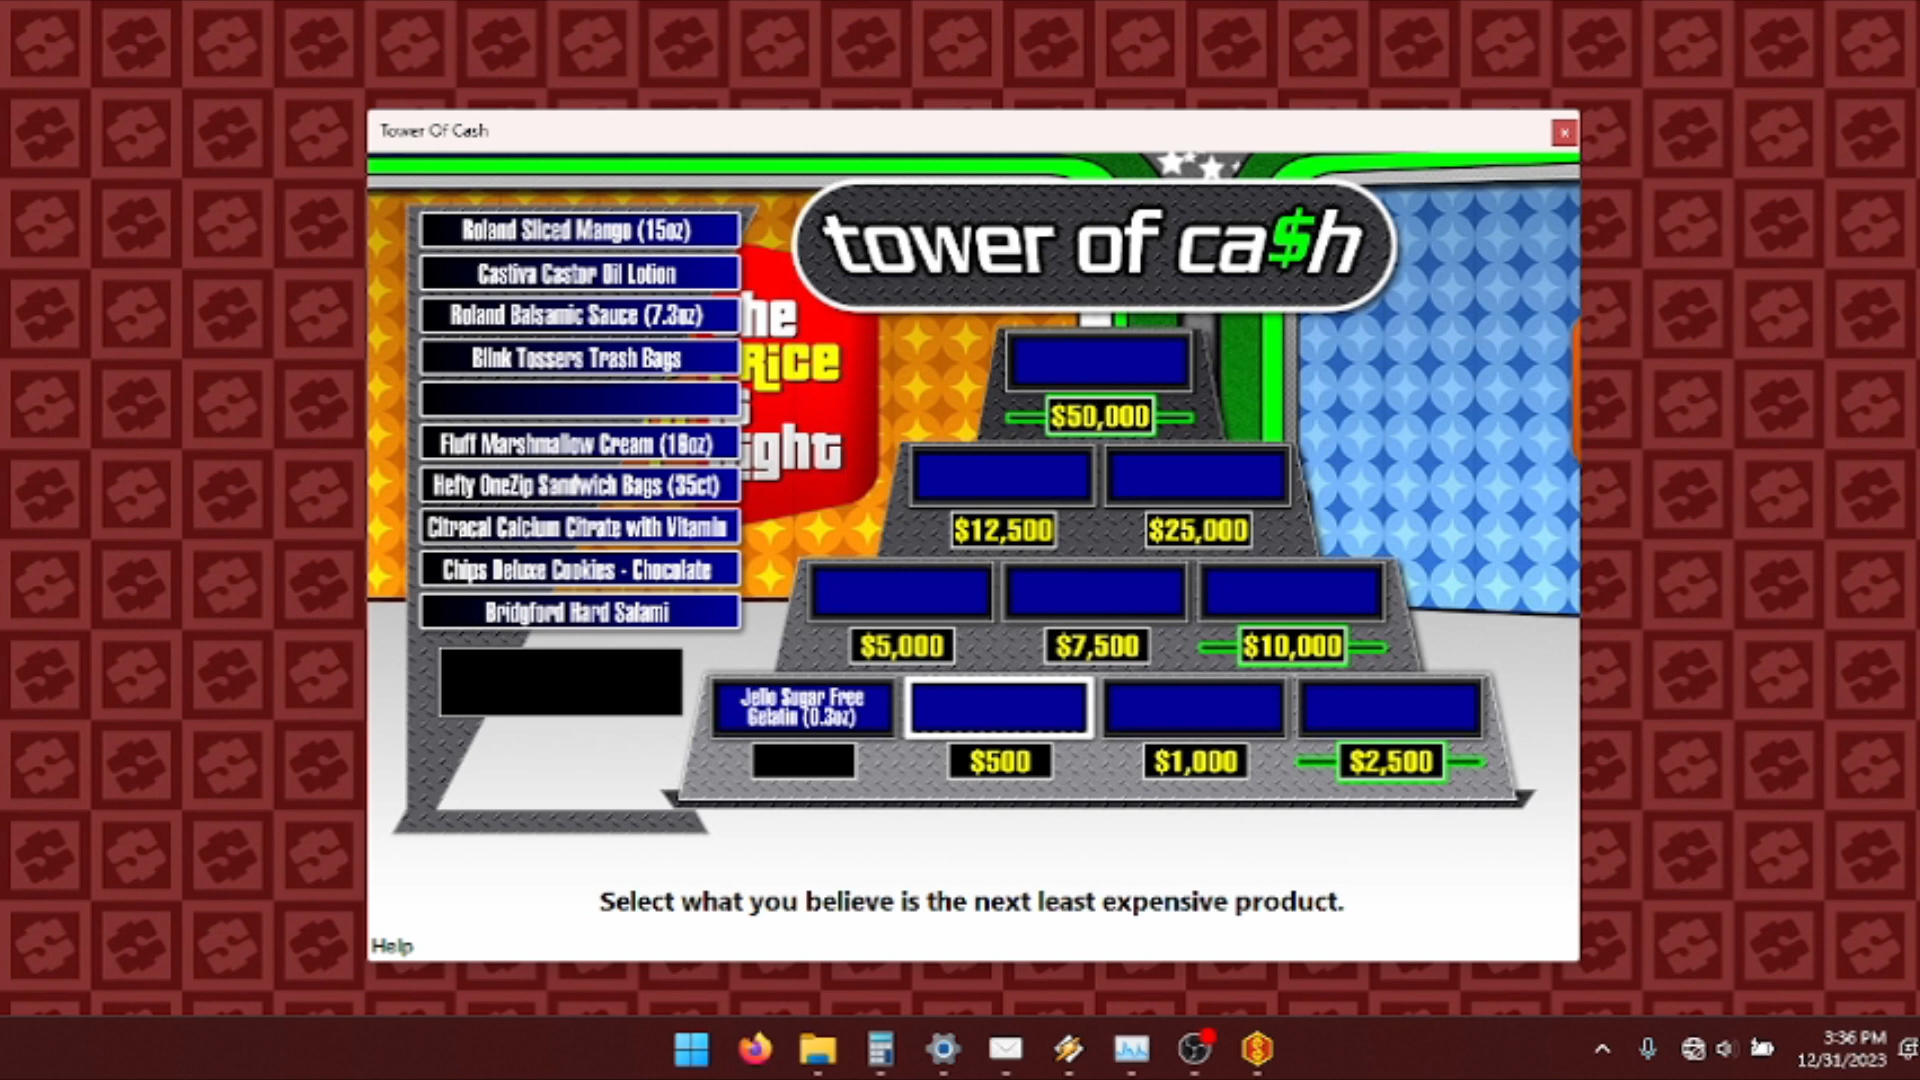 Tower Of Cash
tower of ca$h
Roland Sliced Mango (15oz)
Castiva Castor Oil Lotion
Roland Balsamic Sauce (7.3oz)
Blink Tossers Trash Bags
Fluff Marshmallow Cream (16oz)
Hefty OneZip Sandwich Bags (35ct)
Citracal Calcium Citrate with Vitamin
Chips Deluxe Cookies - Chocolate
Bridgford Hard Salami
he
Rice
ight
$50,000
$12,500 $25,000
$5,000 $7,500 $10,000
Jello Sugar Free
Gelatin (0.3oz)
$500 $1,000 $2,500
Select what you believe is the next least expensive product.
Help
3:36 PM
12/31/2023